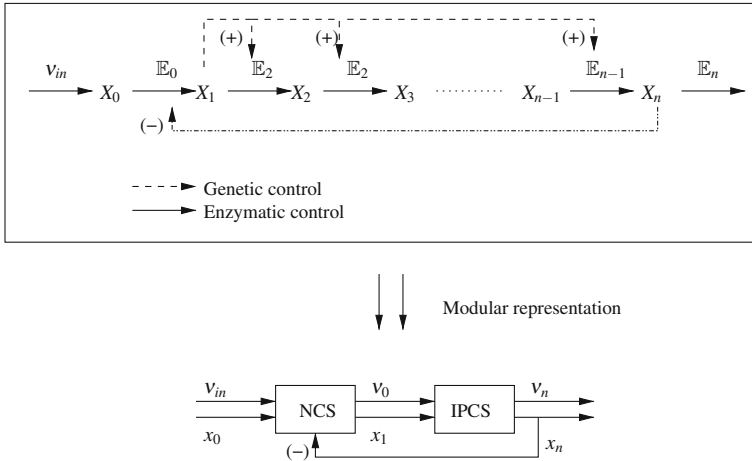 (+) (+) (+)
v_in 𝔼_0 𝔼_2 𝔼_2 𝔼_{n−1} 𝔼_n
X_0 X_1 X_2 X_3 ·········· X_{n−1} X_n
(−)
Genetic control
Enzymatic control
Modular representation
v_in v_0 v_n
NCS IPCS
x_0 x_1 x_n
(−)